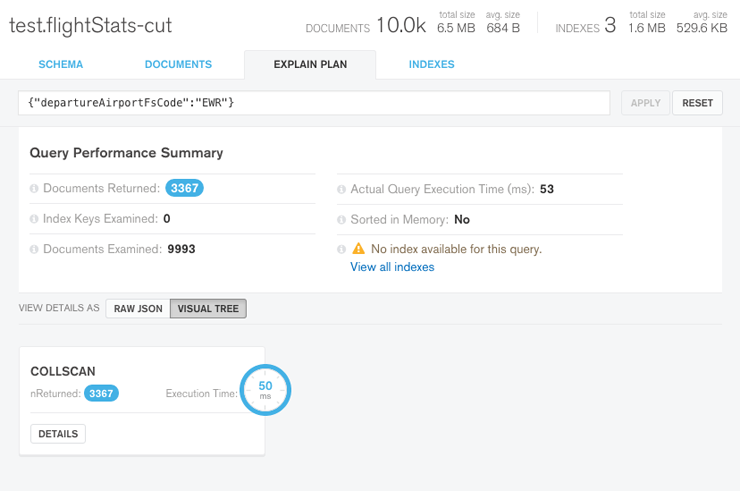 test.flightStats-cut
DOCUMENTS 10.0k total size 6.5 MB avg. size 684 B INDEXES 3 total size 1.6 MB avg. size 529.6 KB
SCHEMA DOCUMENTS EXPLAIN PLAN INDEXES
{"departureAirportFsCode":"EWR"} APPLY RESET
Query Performance Summary
Documents Returned: 3367
Index Keys Examined: 0
Documents Examined: 9993
Actual Query Execution Time (ms): 53
Sorted in Memory: No
No index available for this query.
View all indexes
VIEW DETAILS AS RAW JSON VISUAL TREE
COLLSCAN
nReturned: 3367 Execution Time: 50 ms
DETAILS